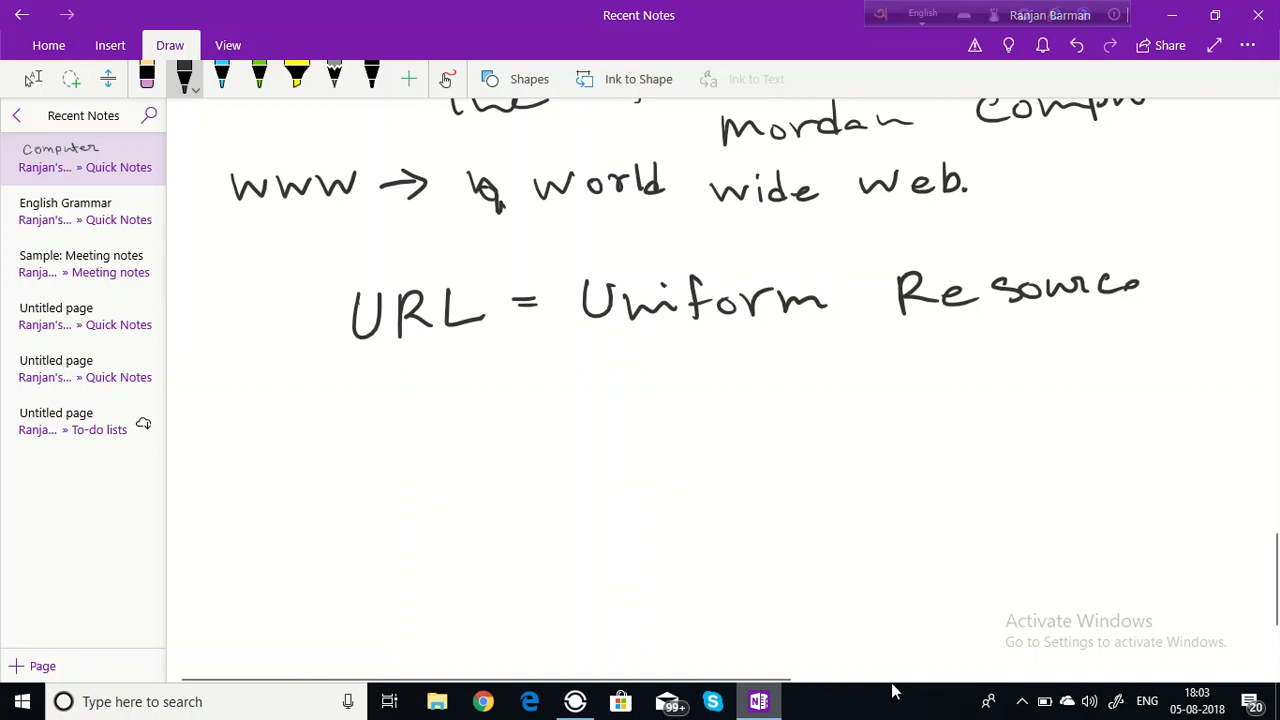 Recent Notes
English
Ranjan Barman
Home Insert Draw View
Share
Shapes Ink to Shape Ink to Text
Recent Notes
Computer
Ranjan's... » Quick Notes
English Grammar
Ranjan's... » Quick Notes
Sample: Meeting notes
Ranja... » Meeting notes
Untitled page
Ranjan's... » Quick Notes
Untitled page
Ranjan's... » Quick Notes
Untitled page
Ranja... » To-do lists
Page
The
mordan
www → world wide web.
URL = Uniform Resource
Activate Windows
Go to Settings to activate Windows.
Type here to search
99+
ENG
18:03
05-08-2018
20